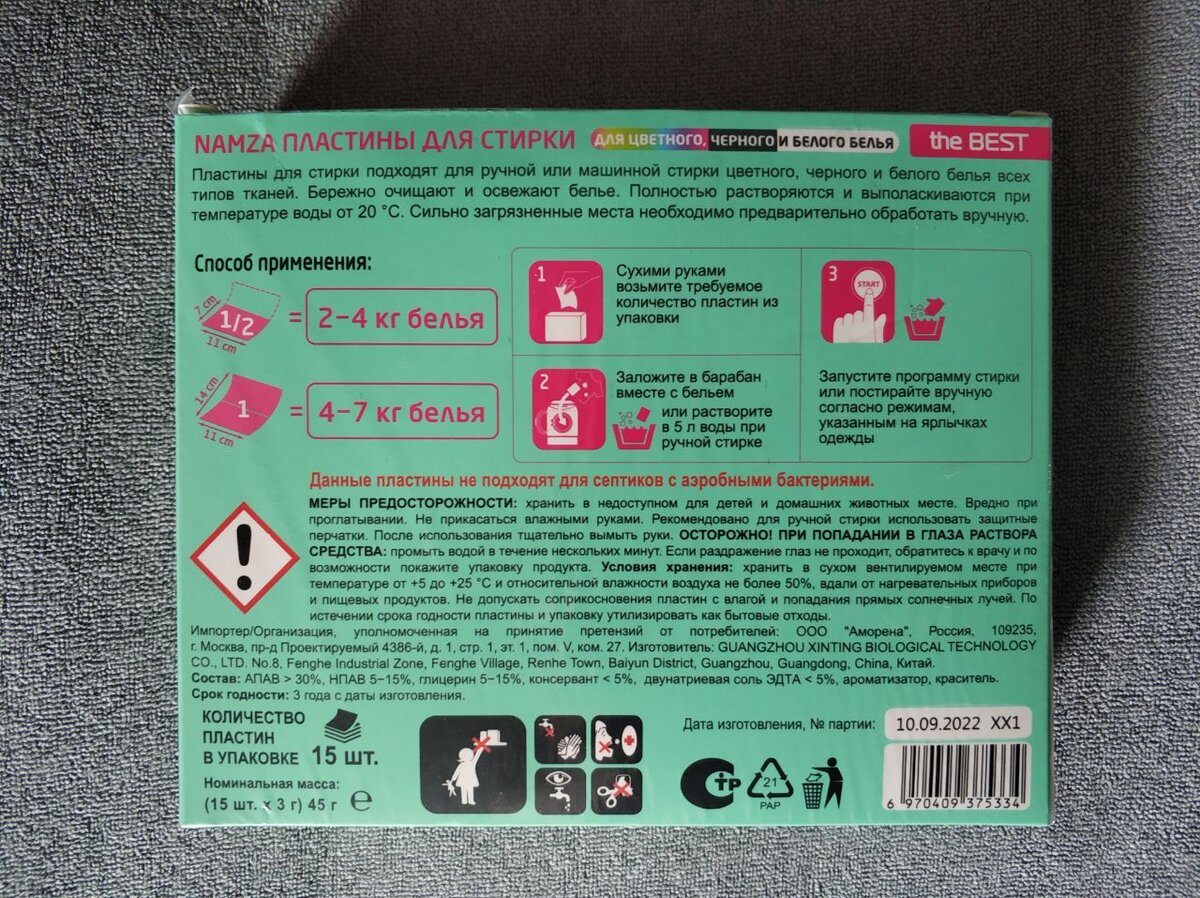 NAMZA ПЛАСТИНЫ ДЛЯ СТИРКИ ДЛЯ ЦВЕТНОГО, ЧЕРНОГО И БЕЛОГО БЕЛЬЯ the BEST
Пластины для стирки подходят для ручной или машинной стирки цветного, черного и белого белья всех
типов тканей. Бережно очищают и освежают белье. Полностью растворяются и выполаскиваются при
температуре воды от 20 °С. Сильно загрязненные места необходимо предварительно обработать вручную.
Способ применения:
7 cm
1/2
11 cm
= 2–4 кг белья
14 cm
1
11 cm
= 4–7 кг белья
1
Сухими руками
возьмите требуемое
количество пластин из
упаковки
2
Заложите в барабан
вместе с бельем
или растворите
в 5 л воды при
ручной стирке
3
START
Запустите программу стирки
или постирайте вручную
согласно режимам,
указанным на ярлычках
одежды
Данные пластины не подходят для септиков с аэробными бактериями.
МЕРЫ ПРЕДОСТОРОЖНОСТИ: хранить в недоступном для детей и домашних животных месте. Вредно при
проглатывании. Не прикасаться влажными руками. Рекомендовано для ручной стирки использовать защитные
перчатки. После использования тщательно вымыть руки. ОСТОРОЖНО! ПРИ ПОПАДАНИИ В ГЛАЗА РАСТВОРА
СРЕДСТВА: промыть водой в течение нескольких минут. Если раздражение глаз не проходит, обратитесь к врачу и по
возможности покажите упаковку продукта. Условия хранения: хранить в сухом вентилируемом месте при
температуре от +5 до +25 °С и относительной влажности воздуха не более 50%, вдали от нагревательных приборов
и пищевых продуктов. Не допускать соприкосновения пластин с влагой и попадания прямых солнечных лучей. По
истечении срока годности пластины и упаковку утилизировать как бытовые отходы.
Импортер/Организация, уполномоченная на принятие претензий от потребителей: ООО "Аморена", Россия, 109235,
г. Москва, пр-д Проектируемый 4386-й, д. 1, стр. 1, эт. 1, пом. V, ком. 27. Изготовитель: GUANGZHOU XINTING BIOLOGICAL TECHNOLOGY
CO., LTD. No.8, Fenghe Industrial Zone, Fenghe Village, Renhe Town, Baiyun District, Guangzhou, Guangdong, China, Китай.
Состав: АПАВ > 30%, НПАВ 5–15%, глицерин 5–15%, консервант < 5%, двунатриевая соль ЭДТА < 5%, ароматизатор, краситель.
Срок годности: 3 года с даты изготовления.
КОЛИЧЕСТВО
ПЛАСТИН
В УПАКОВКЕ 15 ШТ.
Номинальная масса:
(15 шт. х 3 г) 45 г ℮
Дата изготовления, № партии: 10.09.2022 XX1
СТР
21
PAP
6 970409 375334